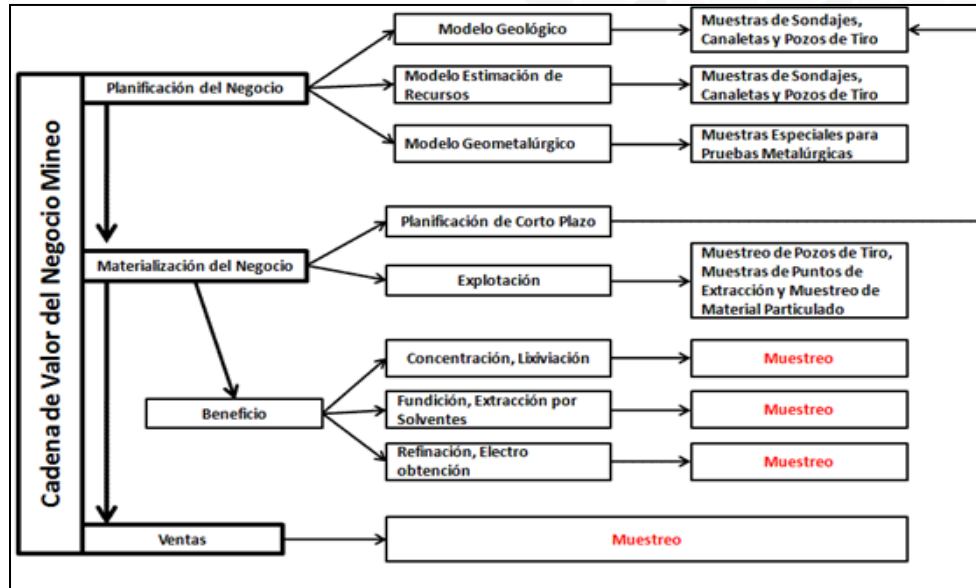 Cadena de Valor del Negocio Mineo
Planificación del Negocio
Modelo Geológico
Muestras de Sondajes,
Canaletas y Pozos de Tiro
Modelo Estimación de
Recursos
Muestras de Sondajes,
Canaletas y Pozos de Tiro
Modelo Geometalúrgico
Muestras Especiales para
Pruebas Metalúrgicas
Materialización del Negocio
Planificación de Corto Plazo
Explotación
Muestreo de Pozos de Tiro,
Muestras de Puntos de
Extracción y Muestreo de
Material Particulado
Beneficio
Concentración, Lixiviación
Muestreo
Fundición, Extracción por
Solventes
Muestreo
Refinación, Electro
obtención
Muestreo
Ventas
Muestreo